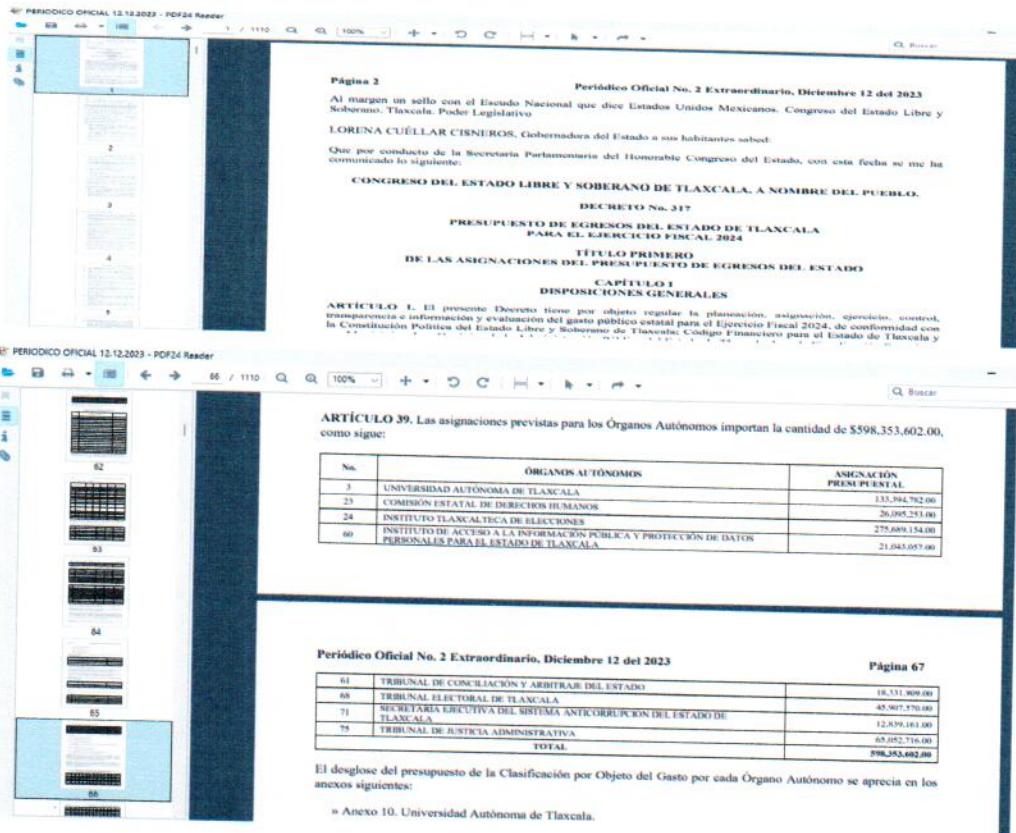 PERIODICO OFICIAL 12.12.2023 - PDF24 Reader
1 / 1110 100%
Buscar
1
2
3
4
5
Página 2
Periódico Oficial No. 2 Extraordinario, Diciembre 12 del 2023
Al margen un sello con el Escudo Nacional que dice Estados Unidos Mexicanos. Congreso del Estado Libre y
Soberano. Tlaxcala. Poder Legislativo
LORENA CUÉLLAR CISNEROS, Gobernadora del Estado a sus habitantes sabed:
Que por conducto de la Secretaría Parlamentaria del Honorable Congreso del Estado, con esta fecha se me ha
comunicado lo siguiente:
CONGRESO DEL ESTADO LIBRE Y SOBERANO DE TLAXCALA. A NOMBRE DEL PUEBLO.
DECRETO No. 317
PRESUPUESTO DE EGRESOS DEL ESTADO DE TLAXCALA
PARA EL EJERCICIO FISCAL 2024
TÍTULO PRIMERO
DE LAS ASIGNACIONES DEL PRESUPUESTO DE EGRESOS DEL ESTADO
CAPÍTULO I
DISPOSICIONES GENERALES
ARTÍCULO 1. El presente Decreto tiene por objeto regular la planeación, asignación, ejercicio, control,
transparencia e información y evaluación del gasto público estatal para el Ejercicio Fiscal 2024, de conformidad con
la Constitución Política del Estado Libre y Soberano de Tlaxcala; Código Financiero para el Estado de Tlaxcala y
PERIODICO OFICIAL 12.12.2023 - PDF24 Reader
66 / 1110 100%
Buscar
62
63
64
65
66
ARTÍCULO 39. Las asignaciones previstas para los Órganos Autónomos importan la cantidad de $598,353,602.00,
como sigue:
No. ÓRGANOS AUTÓNOMOS ASIGNACIÓN PRESUPUESTAL
3 UNIVERSIDAD AUTÓNOMA DE TLAXCALA 133,394,782.00
23 COMISIÓN ESTATAL DE DERECHOS HUMANOS 26,095,253.00
24 INSTITUTO TLAXCALTECA DE ELECCIONES 275,689,154.00
60 INSTITUTO DE ACCESO A LA INFORMACIÓN PÚBLICA Y PROTECCIÓN DE DATOS
PERSONALES PARA EL ESTADO DE TLAXCALA 21,043,057.00
Periódico Oficial No. 2 Extraordinario, Diciembre 12 del 2023
Página 67
61 TRIBUNAL DE CONCILIACIÓN Y ARBITRAJE DEL ESTADO 18,331,909.00
68 TRIBUNAL ELECTORAL DE TLAXCALA 45,907,570.00
71 SECRETARÍA EJECUTIVA DEL SISTEMA ANTICORRUPCIÓN DEL ESTADO DE
TLAXCALA 12,839,161.00
75 TRIBUNAL DE JUSTICIA ADMINISTRATIVA 65,052,716.00
TOTAL 598,353,602.00
El desglose del presupuesto de la Clasificación por Objeto del Gasto por cada Órgano Autónomo se aprecia en los
anexos siguientes:
» Anexo 10. Universidad Autónoma de Tlaxcala.